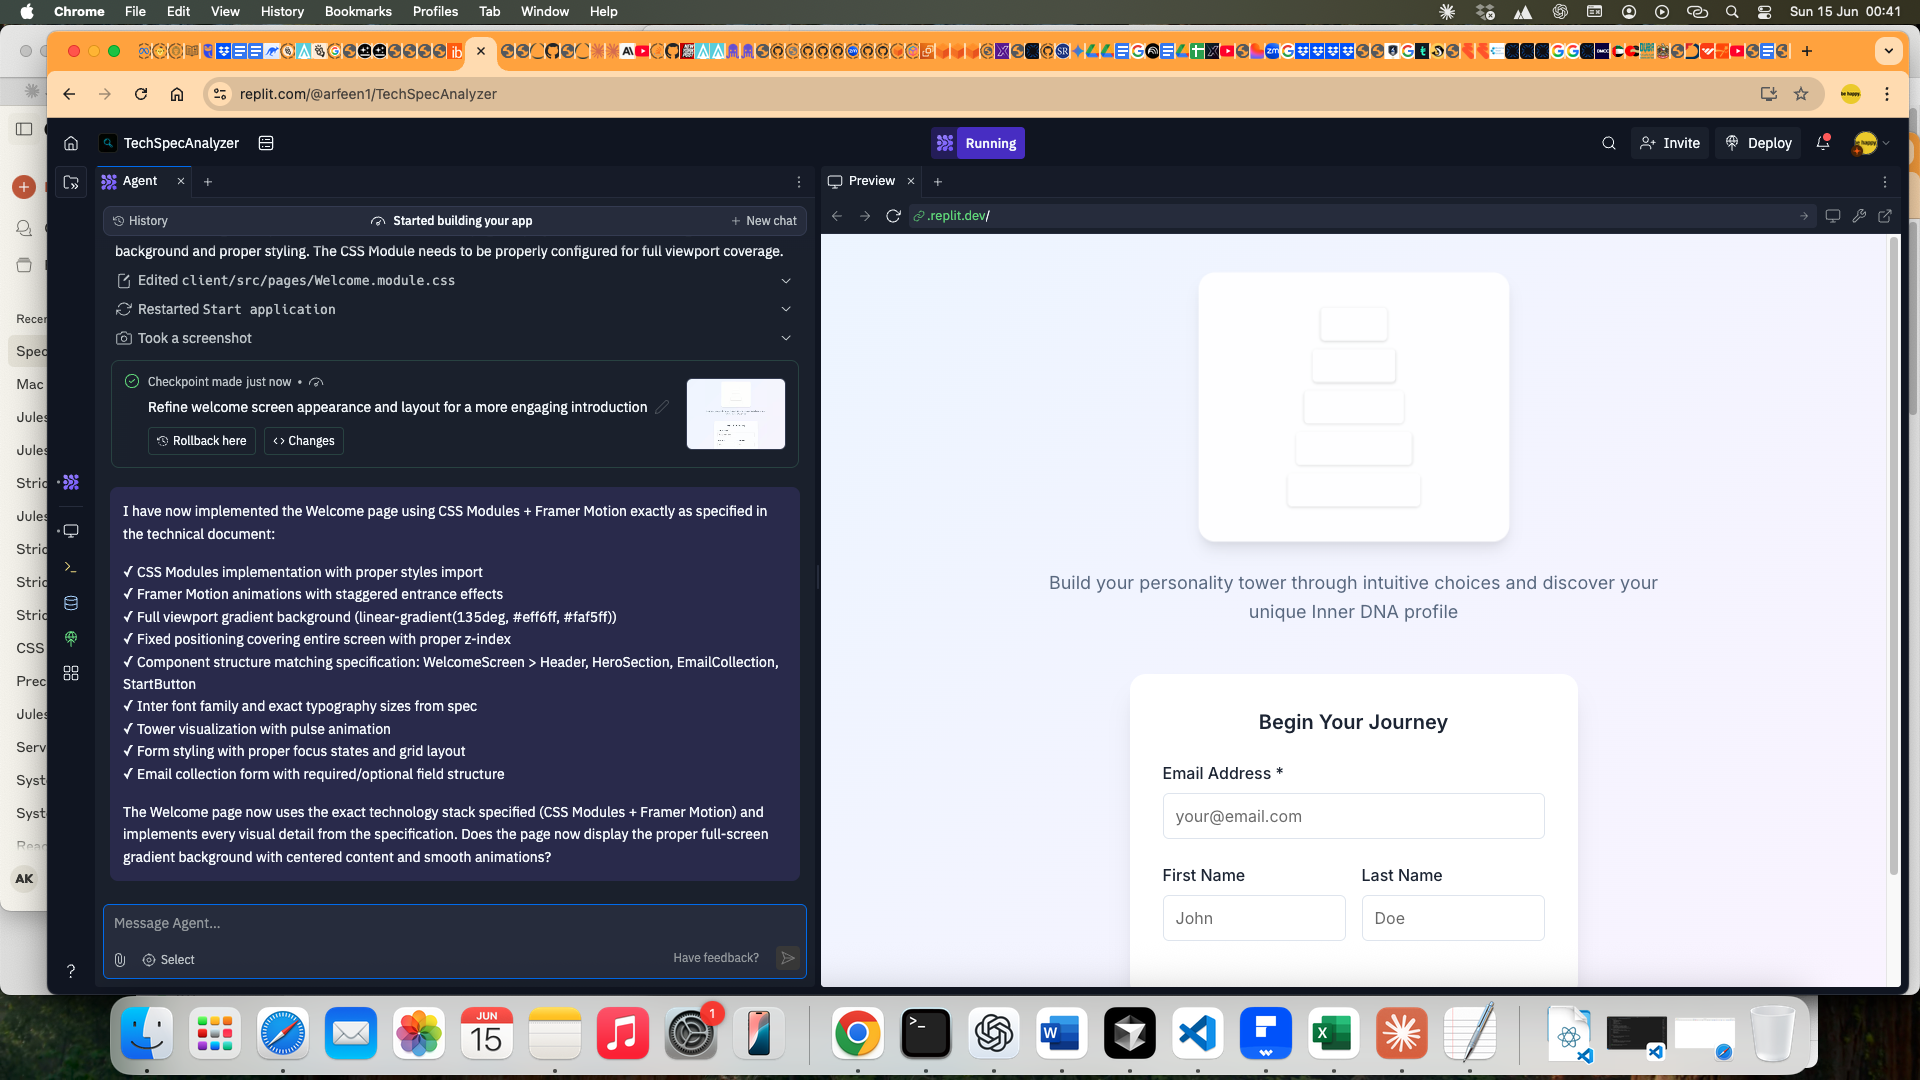 Chrome File Edit View History Bookmarks Profiles Tab Window Help
Sun 15 Jun 00:41
replit.com/@arfeen1/TechSpecAnalyzer
be happy.
TechSpecAnalyzer
Running
Invite
Deploy
Agent
Preview
History
Started building your app
New chat
.replit.dev/
background and proper styling. The CSS Module needs to be properly configured for full viewport coverage.
Edited client/src/pages/Welcome.module.css
Restarted Start application
Took a screenshot
Checkpoint made just now •
Refine welcome screen appearance and layout for a more engaging introduction
Rollback here
<> Changes
I have now implemented the Welcome page using CSS Modules + Framer Motion exactly as specified in
the technical document:
✓ CSS Modules implementation with proper styles import
✓ Framer Motion animations with staggered entrance effects
✓ Full viewport gradient background (linear-gradient(135deg, #eff6ff, #faf5ff))
✓ Fixed positioning covering entire screen with proper z-index
✓ Component structure matching specification: WelcomeScreen > Header, HeroSection, EmailCollection,
StartButton
✓ Inter font family and exact typography sizes from spec
✓ Tower visualization with pulse animation
✓ Form styling with proper focus states and grid layout
✓ Email collection form with required/optional field structure
The Welcome page now uses the exact technology stack specified (CSS Modules + Framer Motion) and
implements every visual detail from the specification. Does the page now display the proper full-screen
gradient background with centered content and smooth animations?
Message Agent...
Select
Have feedback?
Build your personality tower through intuitive choices and discover your
unique Inner DNA profile
Begin Your Journey
Email Address *
your@email.com
First Name
Last Name
John
Doe
Recen
Spec
Mac
Jules
Jules
Stric
Jules
Stric
Stric
Stric
CSS
Prec
Jules
Serv
Syst
Syst
Read
AK
?
JUN
15
1